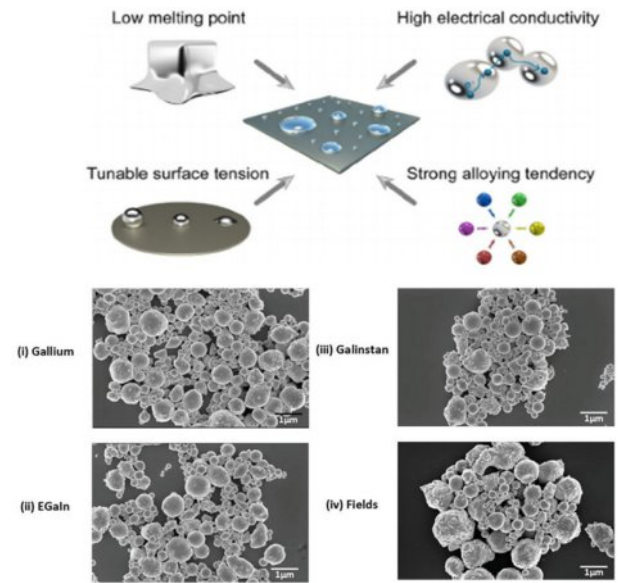 Low melting point
High electrical conductivity
Tunable surface tension
Strong alloying tendency
(i) Gallium
1μm
(iii) Galinstan
1μm
(ii) EGaIn
1μm
(iv) Fields
1μm